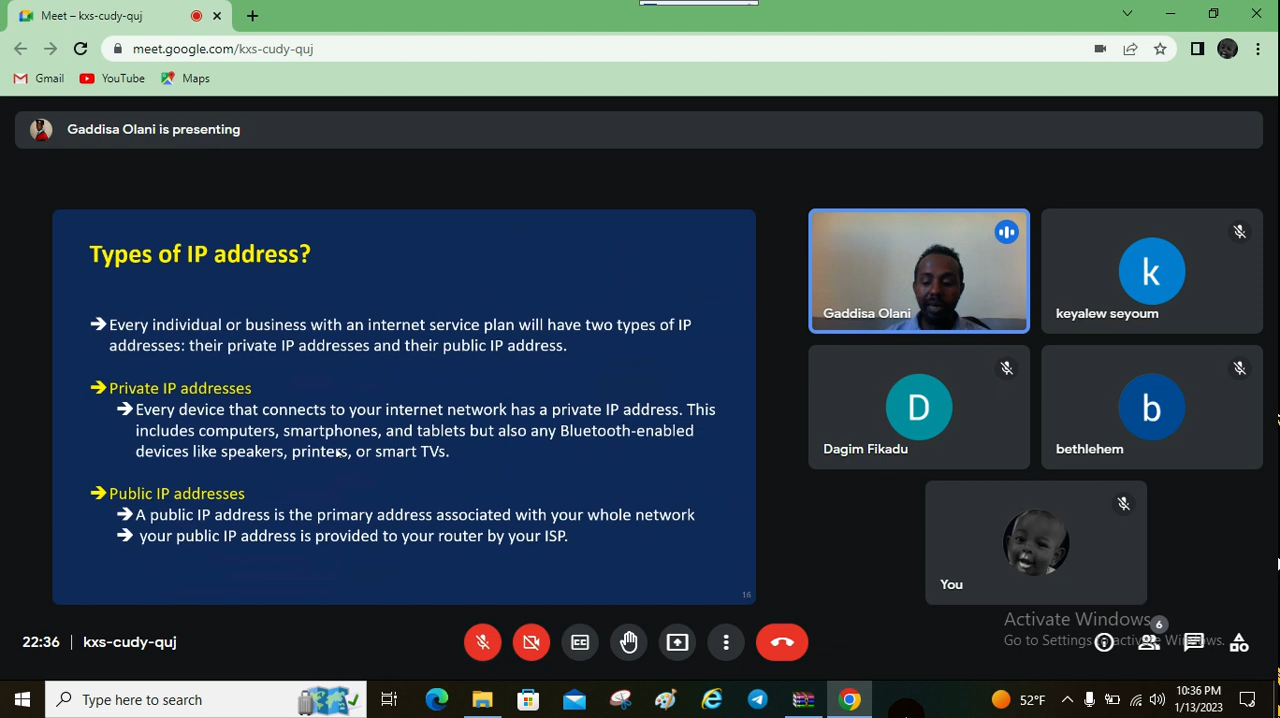 Meet – kxs-cudy-quj
meet.google.com/kxs-cudy-quj
Gmail YouTube Maps
Gaddisa Olani is presenting
Types of IP address?
Every individual or business with an internet service plan will have two types of IP
addresses: their private IP addresses and their public IP address.
Private IP addresses
Every device that connects to your internet network has a private IP address. This
includes computers, smartphones, and tablets but also any Bluetooth-enabled
devices like speakers, printers, or smart TVs.
Public IP addresses
A public IP address is the primary address associated with your whole network
your public IP address is provided to your router by your ISP.
16
Gaddisa Olani
k
keyalew seyoum
D
Dagim Fikadu
b
bethlehem
You
Activate Windows
Go to Settings to activate Windows.
6
22:36 | kxs-cudy-quj
CC
Type here to search
52°F
10:36 PM
1/13/2023